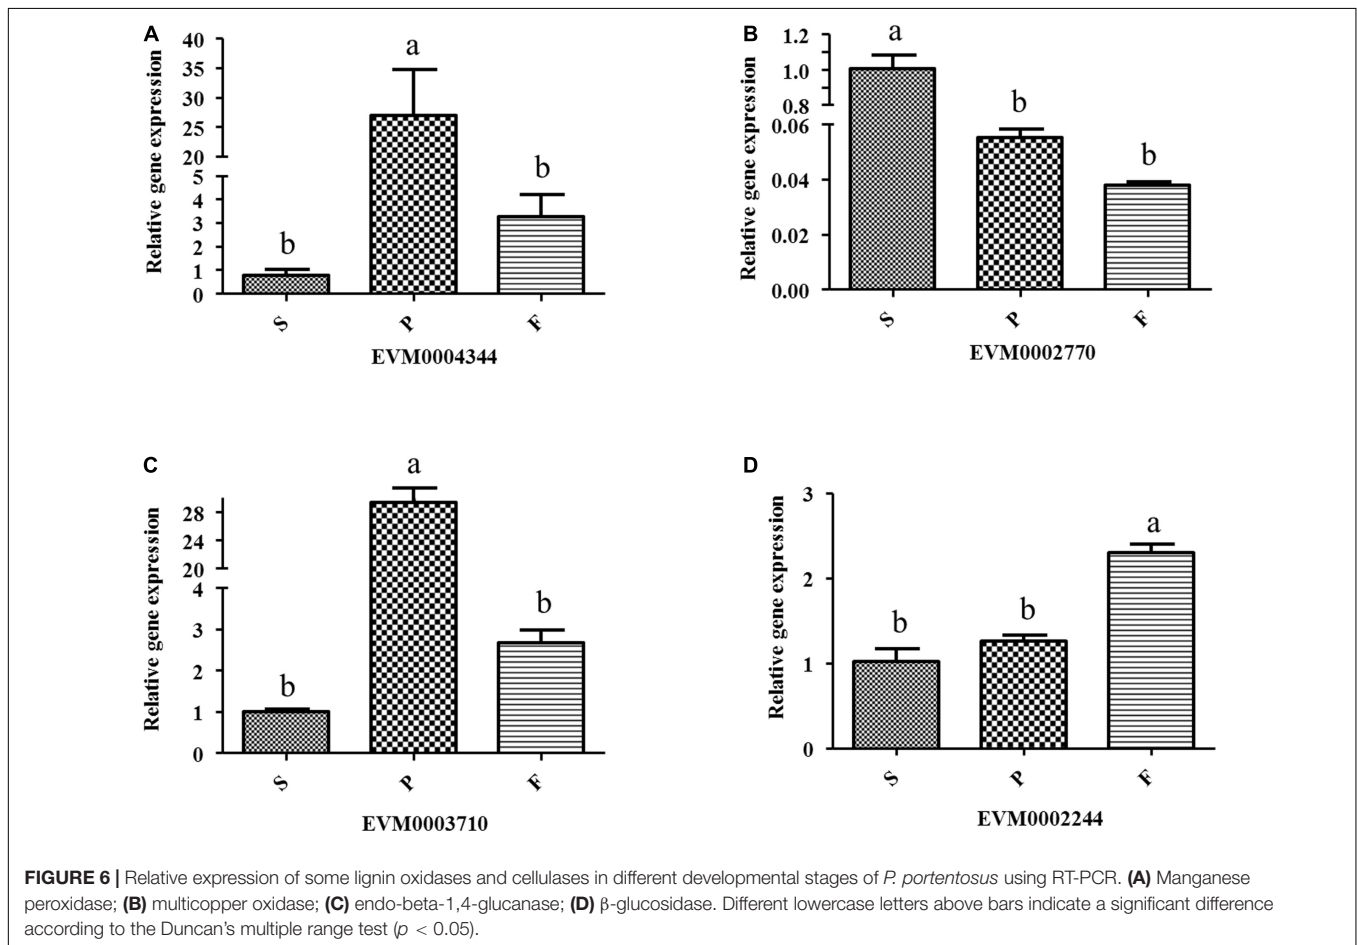 A
40
35
30
25
20
5
4
3
2
1
0
Relative gene expression
b
a
b
S
P
F
EVM0004344
B
1.2
1.0
0.8
0.06
0.04
0.02
0.00
Relative gene expression
a
b
b
S
P
F
EVM0002770
C
28
24
20
4
3
2
1
0
Relative gene expression
b
a
b
S
P
F
EVM0003710
D
3
2
1
0
Relative gene expression
b
b
a
S
P
F
EVM0002244
FIGURE 6 | Relative expression of some lignin oxidases and cellulases in different developmental stages of P. portentosus using RT-PCR. (A) Manganese
peroxidase; (B) multicopper oxidase; (C) endo-beta-1,4-glucanase; (D) β-glucosidase. Different lowercase letters above bars indicate a significant difference
according to the Duncan's multiple range test (p < 0.05).